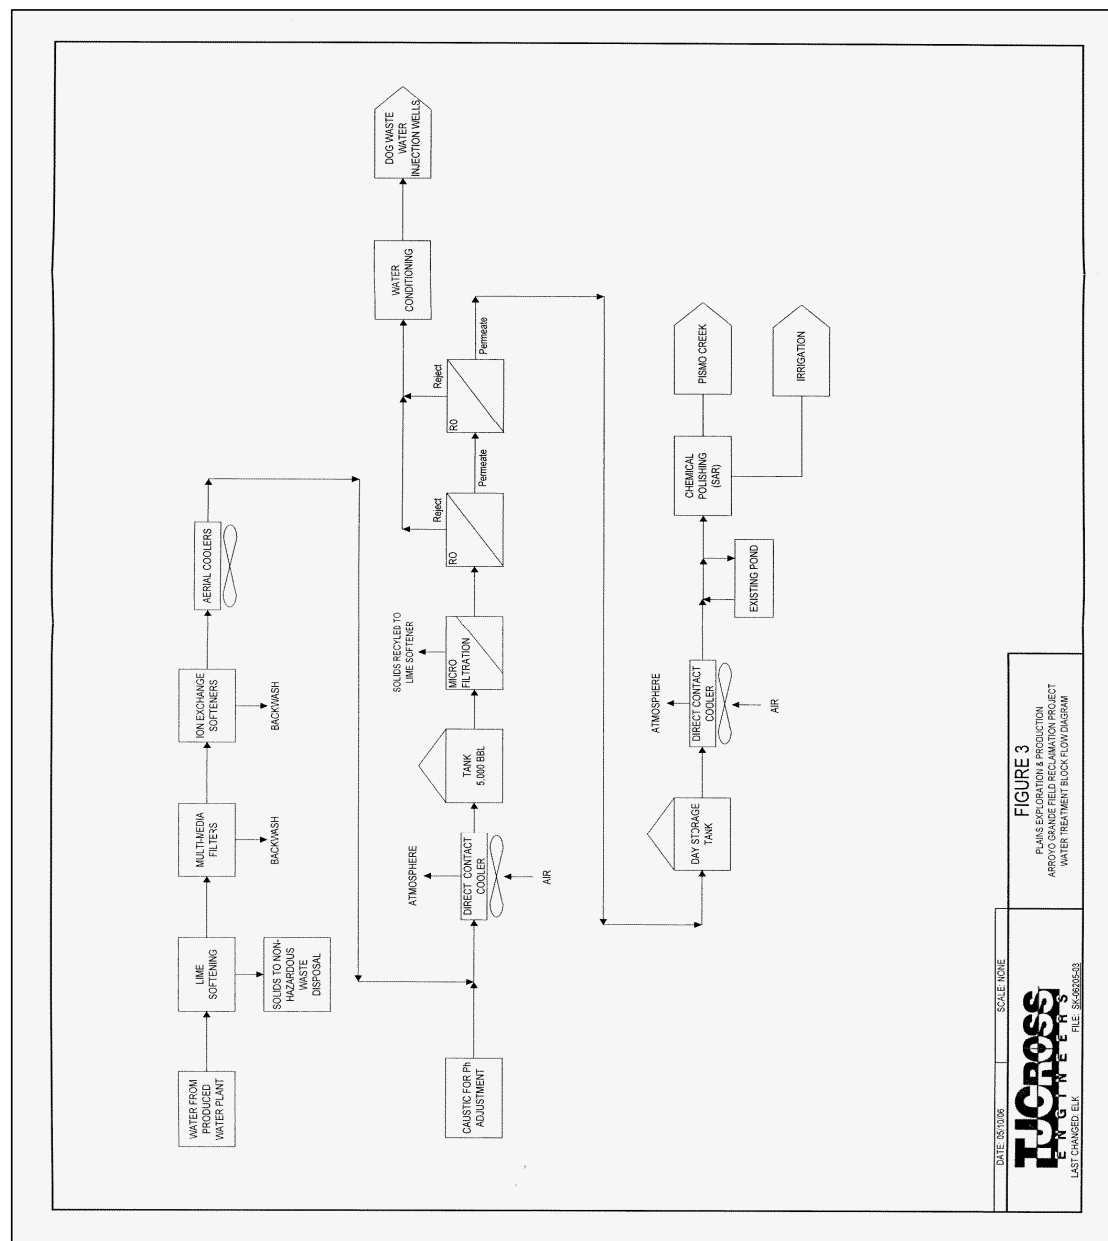 WATER FROM
PRODUCED
WATER PLANT
LIME
SOFTENING
SOLIDS TO NON-
HAZARDOUS
WASTE
DISPOSAL
MULTI-MEDIA
FILTERS
BACKWASH
ION EXCHANGE
SOFTENERS
BACKWASH
AERIAL COOLERS
CAUSTIC FOR Ph
ADJUSTMENT
ATMOSPHERE
DIRECT CONTACT
COOLER
AIR
TANK
5,000 BBL
SOLIDS RECYLED TO
LIME SOFTENER
MICRO
FILTRATION
RO
Reject
Permeate
RO
Reject
Permeate
WATER
CONDITIONING
DOG WASTE
WATER
INJECTION WELLS
DAY STORAGE
TANK
ATMOSPHERE
DIRECT CONTACT
COOLER
AIR
EXISTING POND
CHEMICAL
POLISHING
(SAR)
PISMO CREEK
IRRIGATION
DATE: 05/10/06
SCALE: NONE
TJCROSS
ENGINEERS
LAST CHANGED: ELK
FILE: SK-06205-03
FIGURE 3
PLAINS EXPLORATION & PRODUCTION
ARROYO GRANDE FIELD RECLAIMATION PROJECT
WATER TREATMENT BLOCK FLOW DIAGRAM